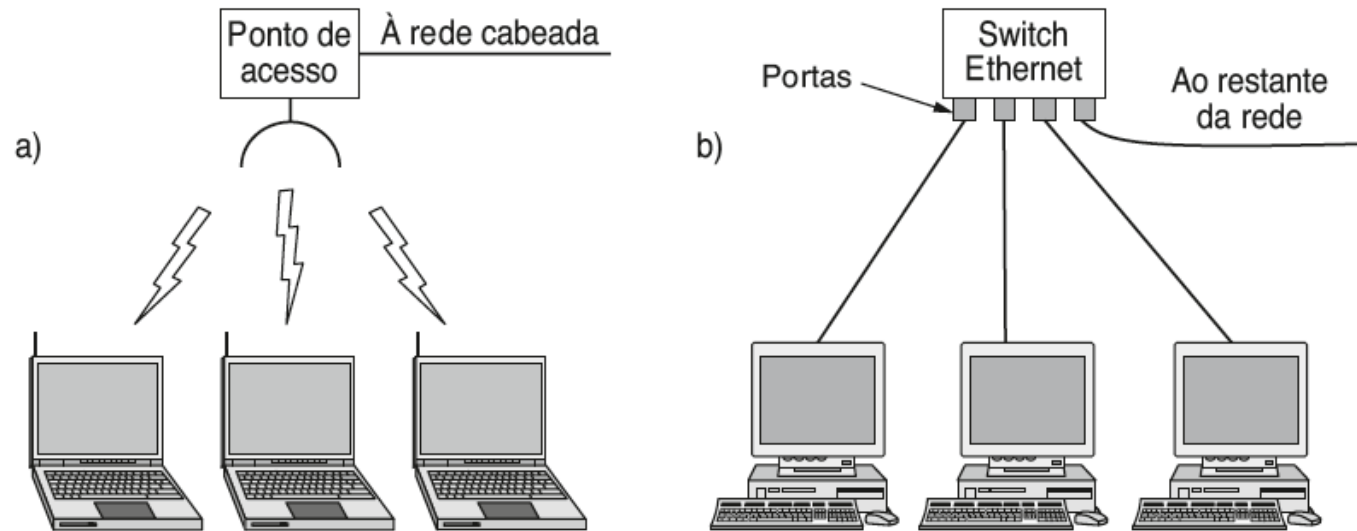 a)
Ponto de
acesso
À rede cabeada
b)
Switch
Ethernet
Portas
Ao restante
da rede